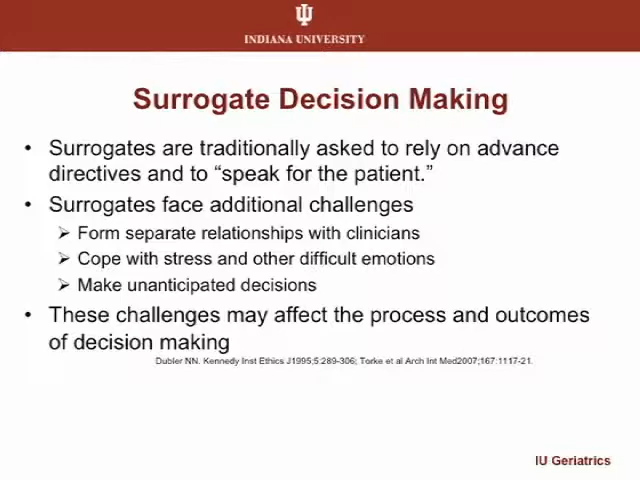 INDIANA UNIVERSITY
Surrogate Decision Making
• Surrogates are traditionally asked to rely on advance
directives and to “speak for the patient.”
• Surrogates face additional challenges
➢ Form separate relationships with clinicians
➢ Cope with stress and other difficult emotions
➢ Make unanticipated decisions
• These challenges may affect the process and outcomes
of decision making
Dubler NN. Kennedy Inst Ethics J1995;5:289-306; Torke et al Arch Int Med2007;167:1117-21.
IU Geriatrics